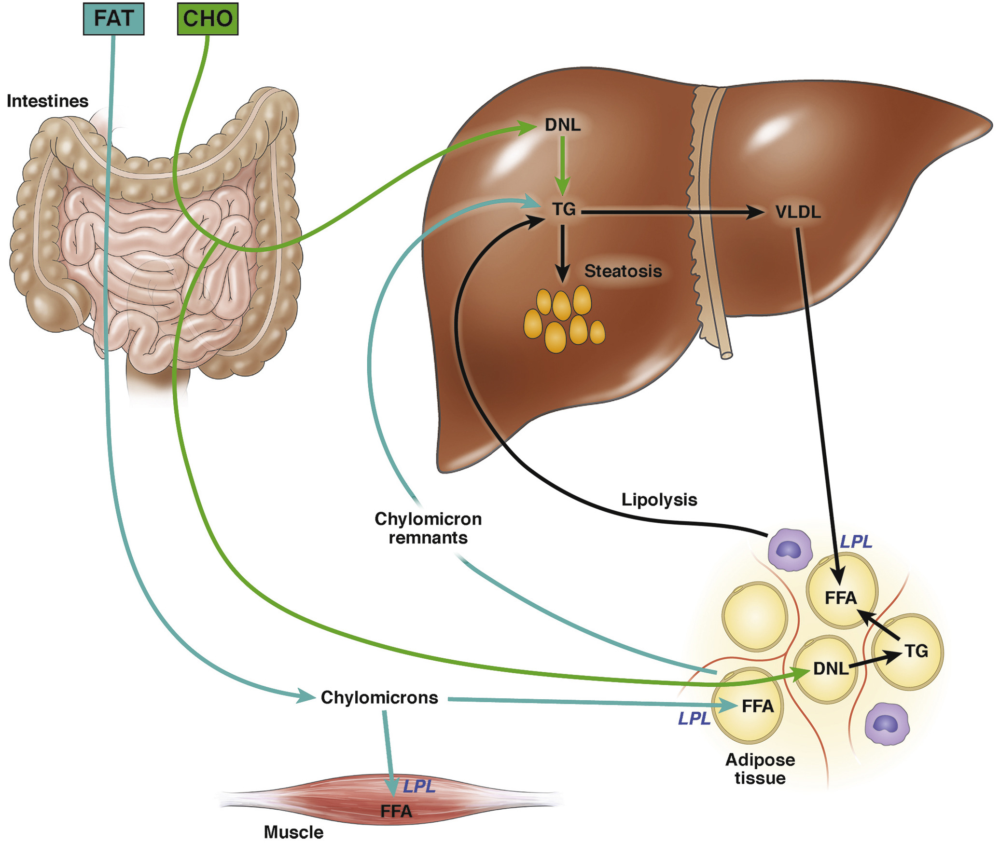 FAT
CHO
Intestines
DNL
TG
VLDL
Steatosis
Lipolysis
Chylomicron
remnants
LPL
FFA
TG
DNL
Chylomicrons
FFA
LPL
Adipose
tissue
LPL
FFA
Muscle